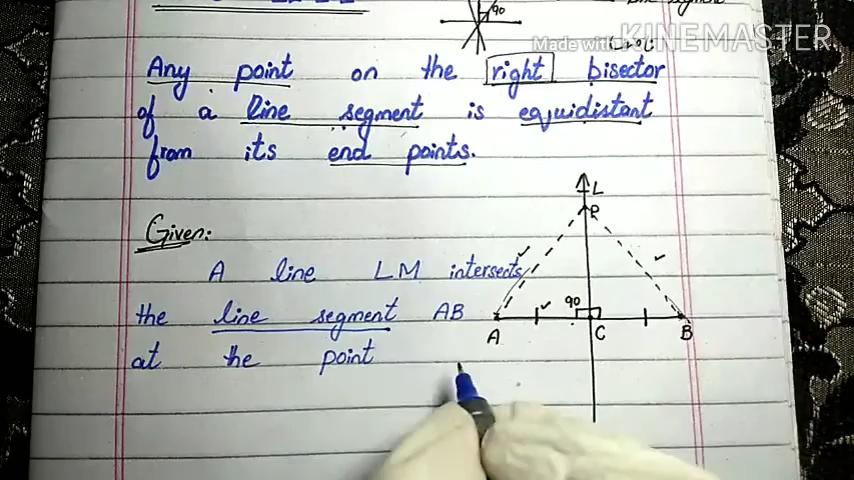 90
Made with KINEMASTER
Any point on the right bisector
of a line segment is equidistant
from its end points.
L
P
Given:
A line LM intersects
the line segment AB
at the point
90
A
C
B